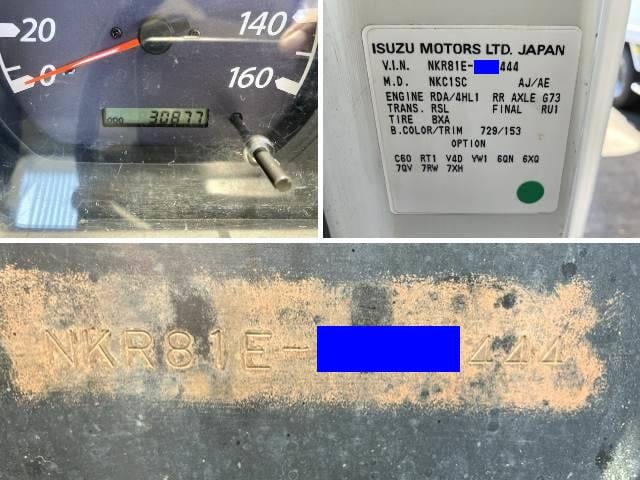 20
0
140
160
ODO 30877
ISUZU MOTORS LTD. JAPAN
V.I.N. NKR81E- 444
M.D. NKC1SC AJ/AE
ENGINE RDA/4HL1 RR AXLE G73
TRANS. RSL FINAL RU1
TIRE BXA
B.COLOR/TRIM 729/153
OPTION
C60 RT1 V4D YW1 6QN 6XQ
7QV 7RW 7XH
NKR81E- 444